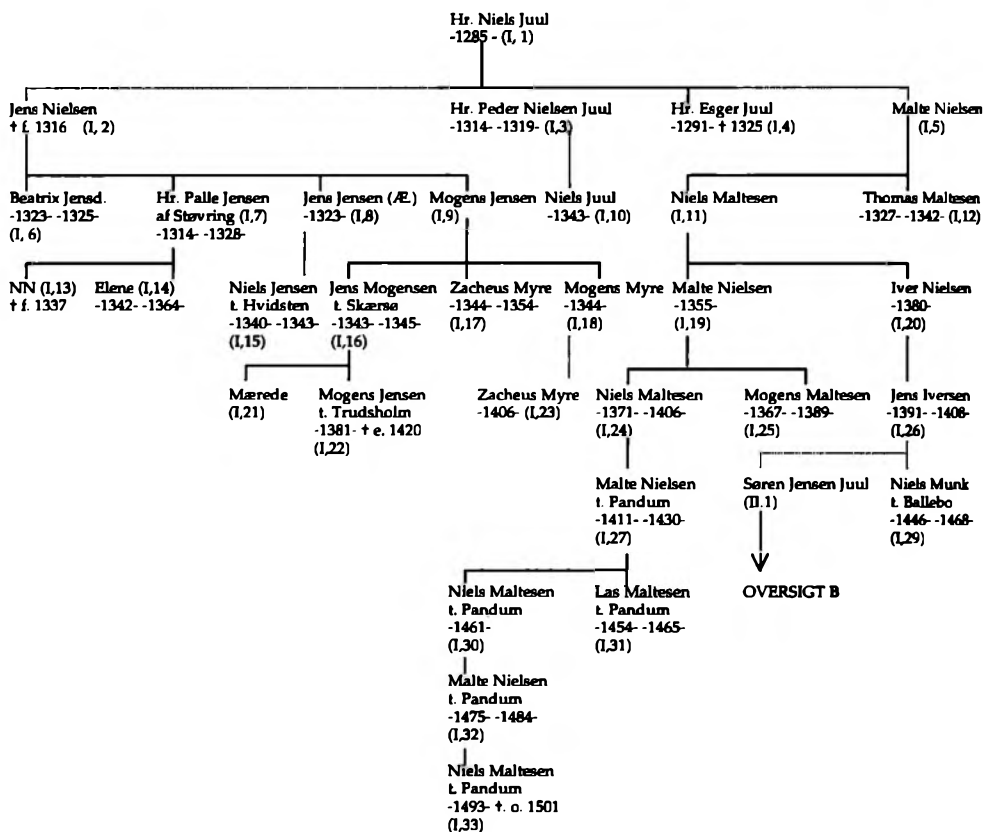 Hr. Niels Juul
-1285 - (I, 1)
Jens Nielsen
† f. 1316 (I, 2)
Hr. Peder Nielsen Juul
-1314- -1319- (I,3)
Hr. Esger Juul
-1291- † 1325 (I,4)
Malte Nielsen
(I,5)
Beatrix Jensd.
-1323- -1325-
(I, 6)
Hr. Palle Jensen
af Støvring (I,7)
-1314- -1328-
Jens Jensen (Æ)
-1323- (I,8)
Mogens Jensen
(I,9)
Niels Juul
-1343- (I,10)
Niels Maltesen
(I,11)
Thomas Maltesen
-1327- -1342- (I,12)
NN (I,13)
† f. 1337
Elene (I,14)
-1342- -1364-
Niels Jensen
t. Hvidsten
-1340- -1343-
(I,15)
Jens Mogensen
t. Skærsø
-1343- -1345-
(I,16)
Zacheus Myre
-1344- -1354-
(I,17)
Mogens Myre
-1344-
(I,18)
Malte Nielsen
-1355-
(I,19)
Iver Nielsen
-1380-
(I,20)
Mærede
(I,21)
Mogens Jensen
t. Trudsholm
-1381- † e. 1420
(I,22)
Zacheus Myre
-1406- (I,23)
Niels Maltesen
-1371- -1406-
(I,24)
Mogens Maltesen
-1367- -1389-
(I,25)
Jens Iversen
-1391- -1408-
(I,26)
Malte Nielsen
t. Pandum
-1411- -1430-
(I,27)
Søren Jensen Juul
(II.1)
Niels Munk
t. Ballebo
-1446- -1468-
(I,29)
Niels Maltesen
t. Pandum
-1461-
(I,30)
Las Maltesen
t. Pandum
-1454- -1465-
(I,31)
OVERSIGT B
Malte Nielsen
t. Pandum
-1475- -1484-
(I,32)
Niels Maltesen
t. Pandum
-1493- †. o. 1501
(I,33)